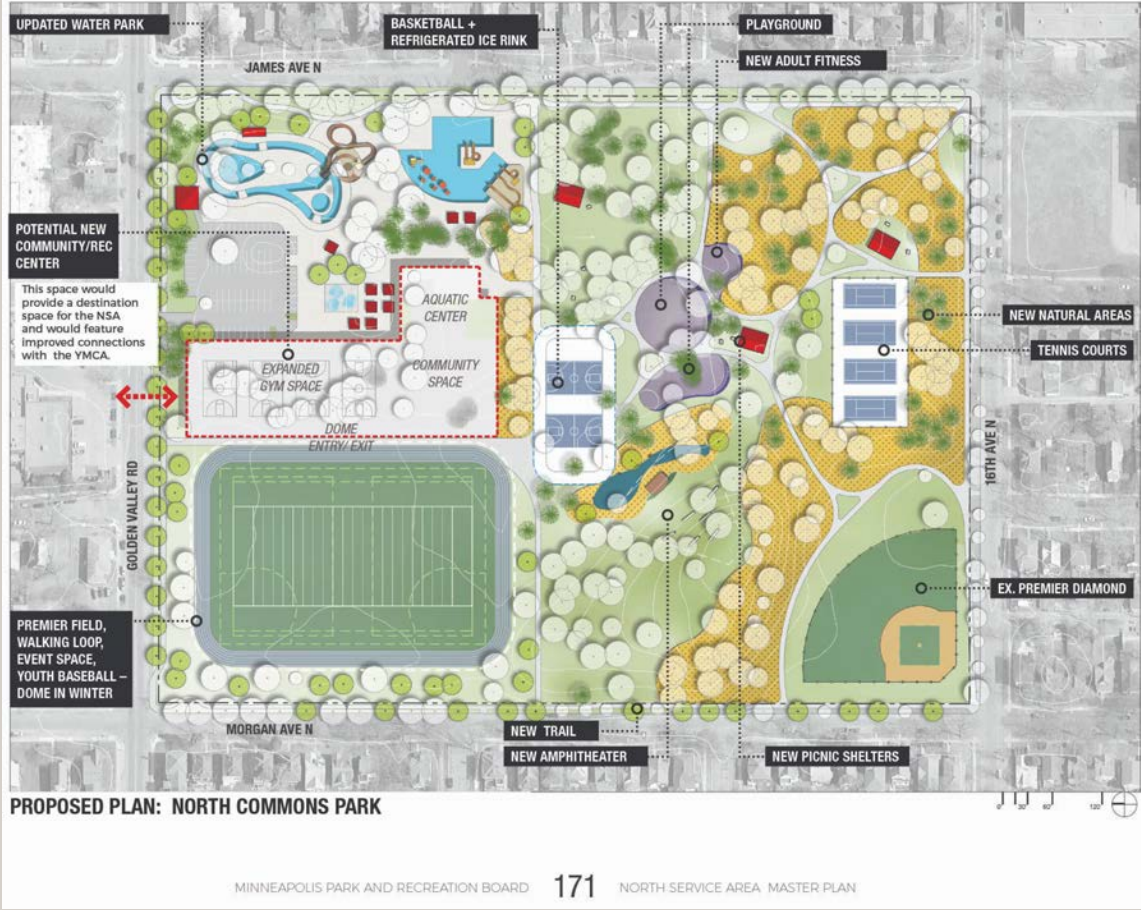 UPDATED WATER PARK
BASKETBALL +
REFRIGERATED ICE RINK
PLAYGROUND
NEW ADULT FITNESS
JAMES AVE N
POTENTIAL NEW
COMMUNITY/REC
CENTER
This space would
provide a destination
space for the NSA
and would feature
improved connections
with the YMCA.
AQUATIC
CENTER
EXPANDED
GYM SPACE
COMMUNITY
SPACE
DOME
ENTRY/ EXIT
NEW NATURAL AREAS
TENNIS COURTS
GOLDEN VALLEY RD
16TH AVE N
EX. PREMIER DIAMOND
PREMIER FIELD,
WALKING LOOP,
EVENT SPACE,
YOUTH BASEBALL –
DOME IN WINTER
MORGAN AVE N
NEW TRAIL
NEW AMPHITHEATER
NEW PICNIC SHELTERS
PROPOSED PLAN: NORTH COMMONS PARK
0' 30' 60' 120'
MINNEAPOLIS PARK AND RECREATION BOARD 171 NORTH SERVICE AREA MASTER PLAN